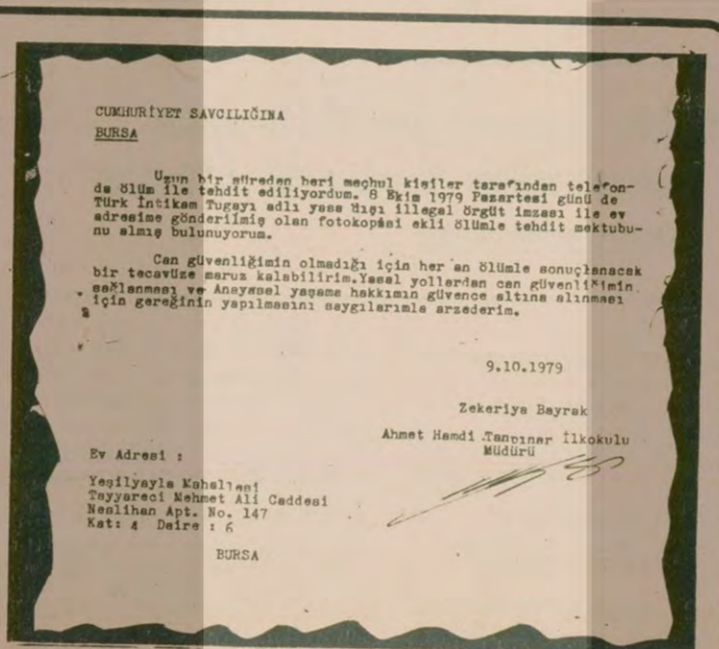 CUMHURİYET SAVCILIĞINA
BURSA
Uzun bir süreden beri meçhul kişiler tarafından telefon-
da ölüm ile tehdit ediliyordum. 8 Ekim 1979 Pazartesi günü de
Türk İntikam Tugayı adlı yasa dışı illegal örgüt imzası ile ev
adresime gönderilmiş olan fotokopisi ekli ölümle tehdit mektubu-
nu almış bulunuyorum.
Can güvenliğimin olmadığı için her an ölümle sonuçlanacak
bir tecavüze maruz kalabilirim.Yasal yollardan can güvenliğimin
sağlanması ve Anayasal yaşama hakkımın güvence altına alınması
için gereğinin yapılmasını saygılarımla arzederim.
9.10.1979
Zekeriya Bayrak
Ahmet Hamdi Tanpınar İlkokulu
Müdürü
Ev Adresi :
Yeşilyayla Mahallesi
Tayyareci Mehmet Ali Caddesi
Neslihan Apt. No. 147
Kat: 4 Daire : 6
BURSA